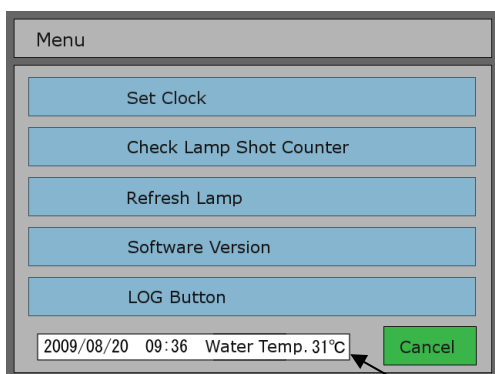 Menu
Set Clock
Check Lamp Shot Counter
Refresh Lamp
Software Version
LOG Button
2009/08/20 09:36 Water Temp. 31℃ Cancel